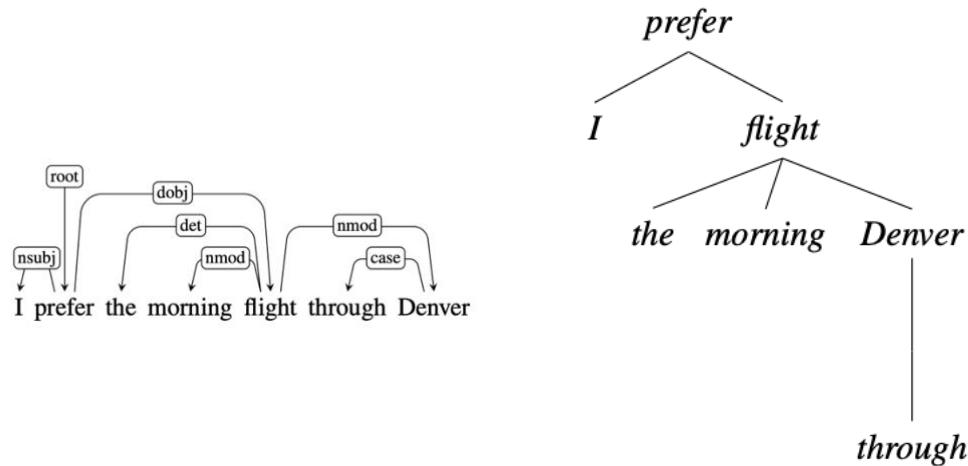 root
dobj
det
nmod
nsubj
nmod
case
I prefer the morning flight through Denver
prefer
I flight
the morning Denver
through